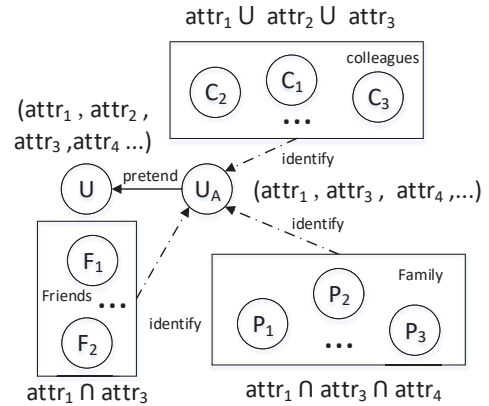 attr1 U attr2 U attr3
colleagues
C2 C1 C3
...
(attr1 , attr2 ,
attr3 ,attr4 ...)
identify
pretend
U UA (attr1 , attr3 , attr4 ,...)
identify
F1
Friends ...
F2
identify
Family
P1 P2 P3
...
attr1 ∩ attr3
attr1 ∩ attr3 ∩ attr4